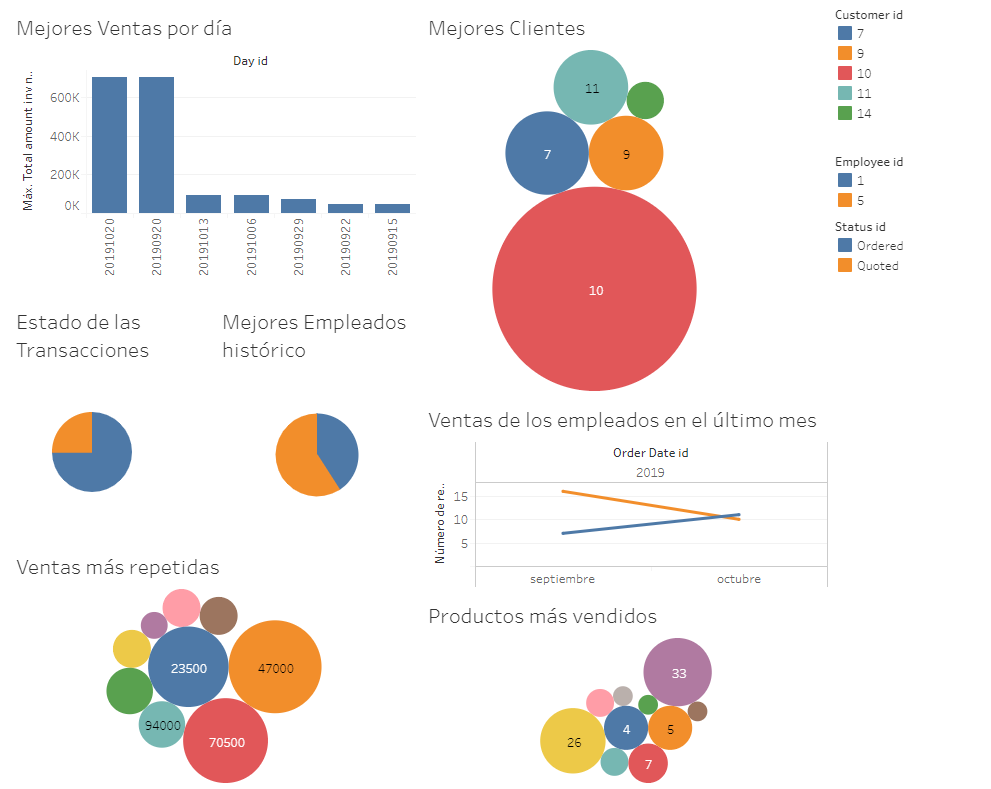 Mejores Ventas por día
Day id
Máx. Total amount inv n..
600K
400K
200K
0K
20191020
20190920
20191013
20191006
20190929
20190922
20190915
Mejores Clientes
11
7
9
10
Customer id
7
9
10
11
14
Employee id
1
5
Status id
Ordered
Quoted
Estado de las
Transacciones
Mejores Empleados
histórico
Ventas de los empleados en el último mes
Order Date id
2019
Número de re..
15
10
5
septiembre
octubre
Ventas más repetidas
23500
47000
94000
70500
Productos más vendidos
33
4
5
26
7